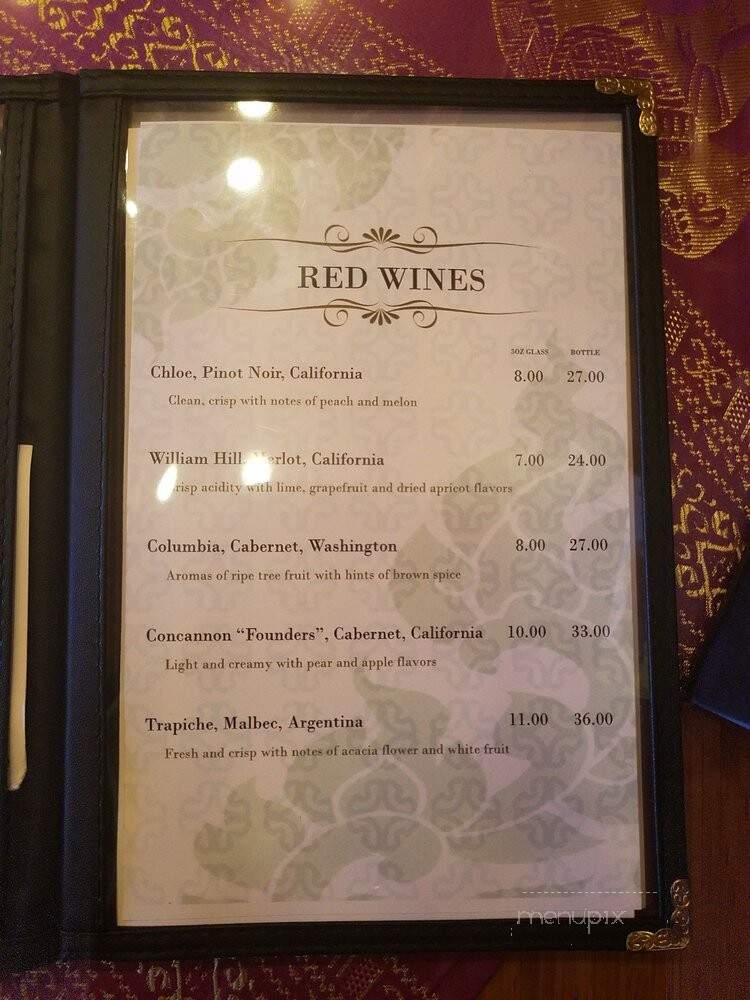 RED WINES
5OZ GLASS BOTTLE
Chloe, Pinot Noir, California 8.00 27.00
Clean, crisp with notes of peach and melon
William Hill, Merlot, California 7.00 24.00
Crisp acidity with lime, grapefruit and dried apricot flavors
Columbia, Cabernet, Washington 8.00 27.00
Aromas of ripe tree fruit with hints of brown spice
Concannon “Founders”, Cabernet, California 10.00 33.00
Light and creamy with pear and apple flavors
Trapiche, Malbec, Argentina 11.00 36.00
Fresh and crisp with notes of acacia flower and white fruit
menupix